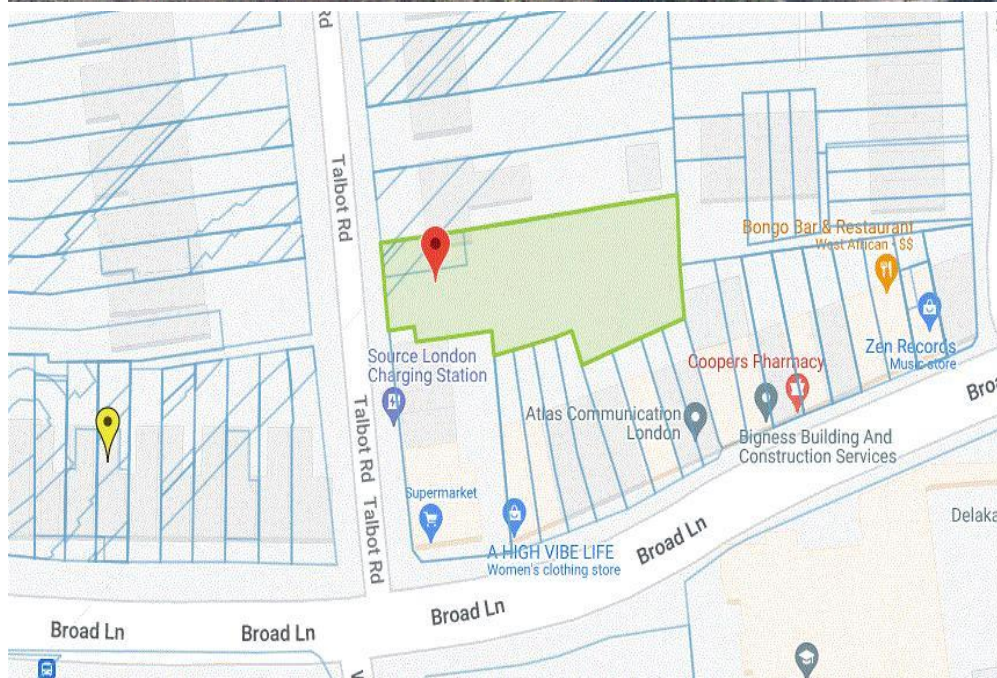 Rd
Talbot Rd
Bongo Bar & Restaurant
West African · $$
Source London
Charging Station
Coopers Pharmacy
Zen Records
Music store
Atlas Communication
London
Bigness Building And
Construction Services
Talbot Rd
Talbot Rd
Supermarket
A HIGH VIBE LIFE
Women's clothing store
Broad Ln
Broad Ln
Broad Ln
Broad Ln